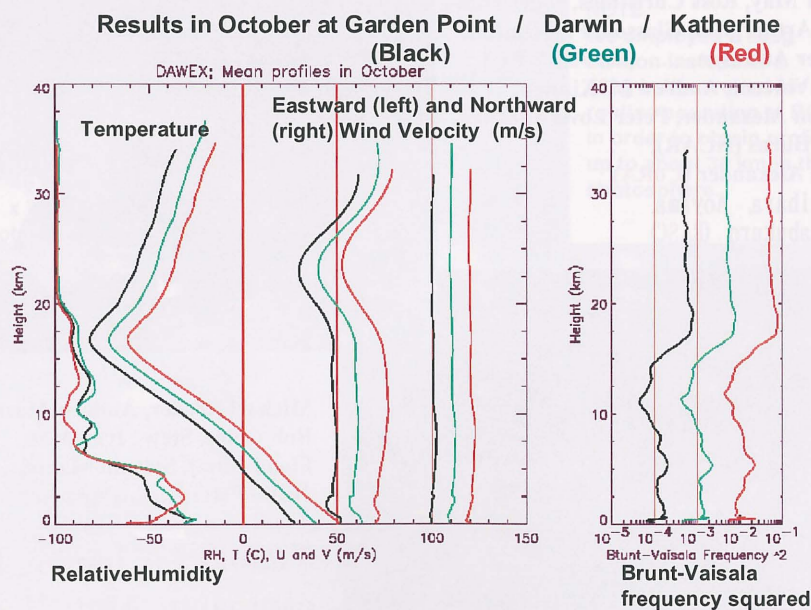 Results in October at Garden Point / Darwin / Katherine
(Black) (Green) (Red)
DAWEX: Mean profiles in October
Temperature
Eastward (left) and Northward
(right) Wind Velocity (m/s)
Height (km)
40
30
20
10
0
-100 -50 0 50 100 150
RH, T (C), U and V (m/s)
RelativeHumidity
Height (km)
40
30
20
10
0
10−5 10−4 10−3 10−2 10−1
Btunt-Vaisala Frequency ^2
Brunt-Vaisala
frequency squared